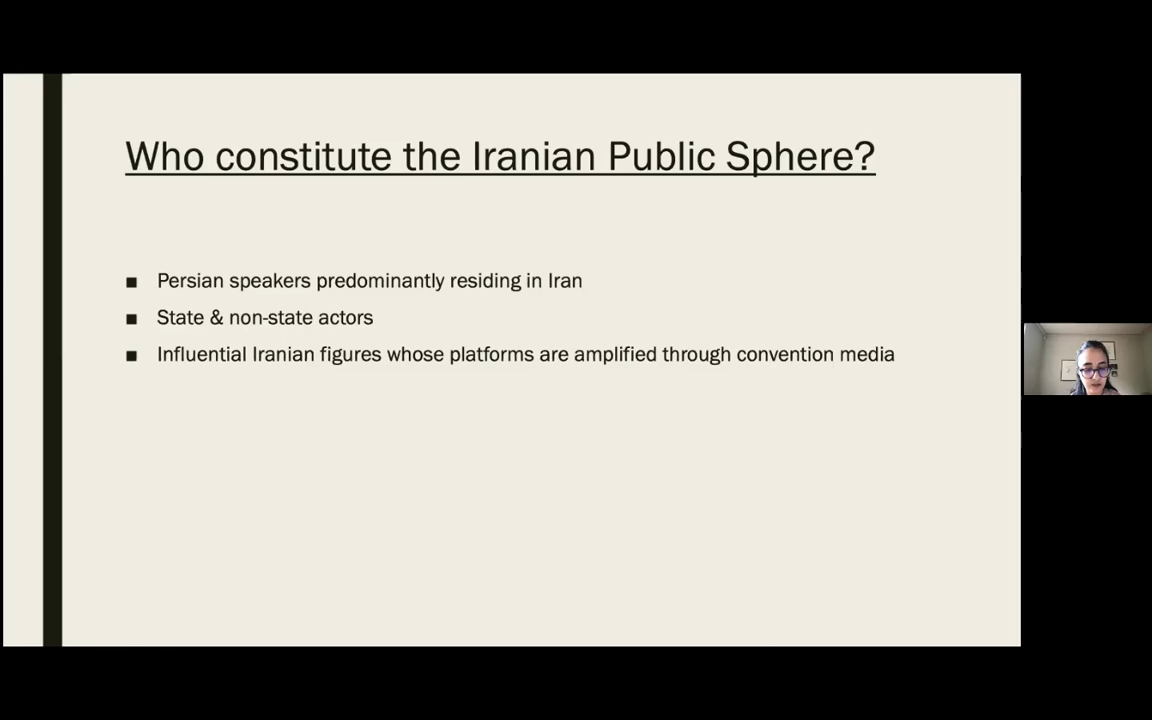 Who constitute the Iranian Public Sphere?
■ Persian speakers predominantly residing in Iran
■ State & non-state actors
■ Influential Iranian figures whose platforms are amplified through convention media